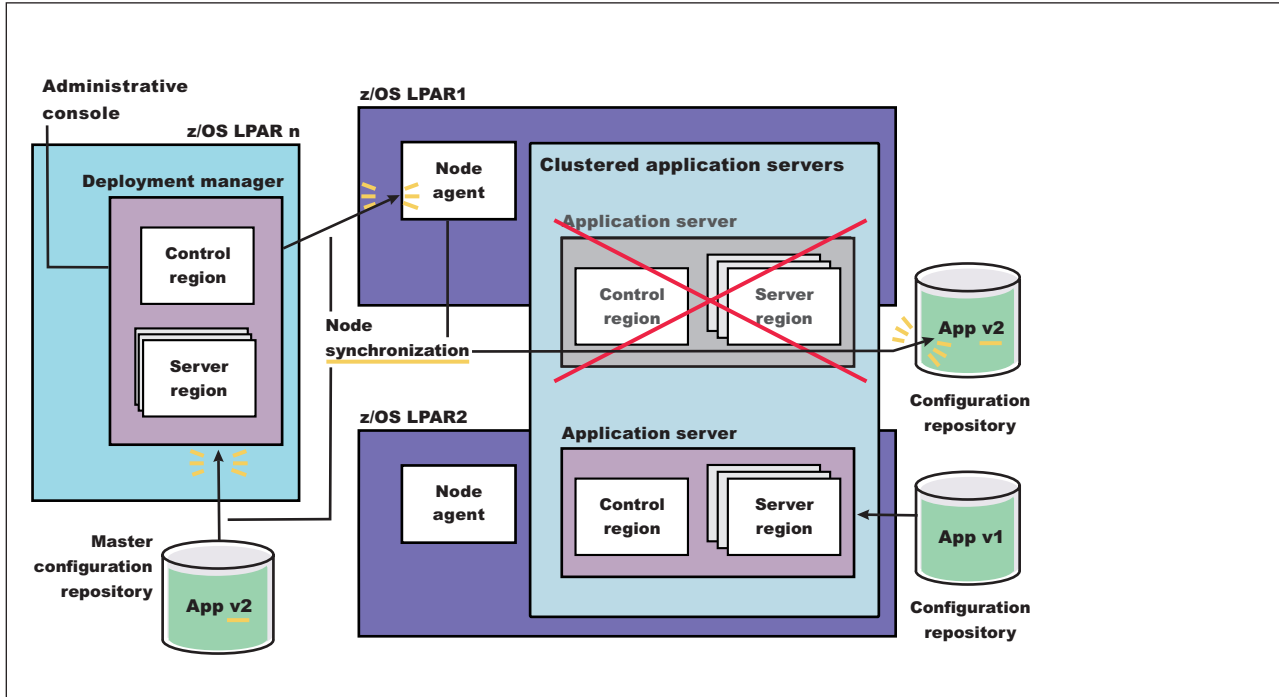 Administrative
console
z/OS LPAR n
Deployment manager
Control
region
Server
region
Master
configuration
repository
App v2
Node
synchronization
z/OS LPAR1
Node
agent
Clustered application servers
Application server
Control
region
Server
region
App v2
Configuration
repository
z/OS LPAR2
Node
agent
Application server
Control
region
Server
region
App v1
Configuration
repository